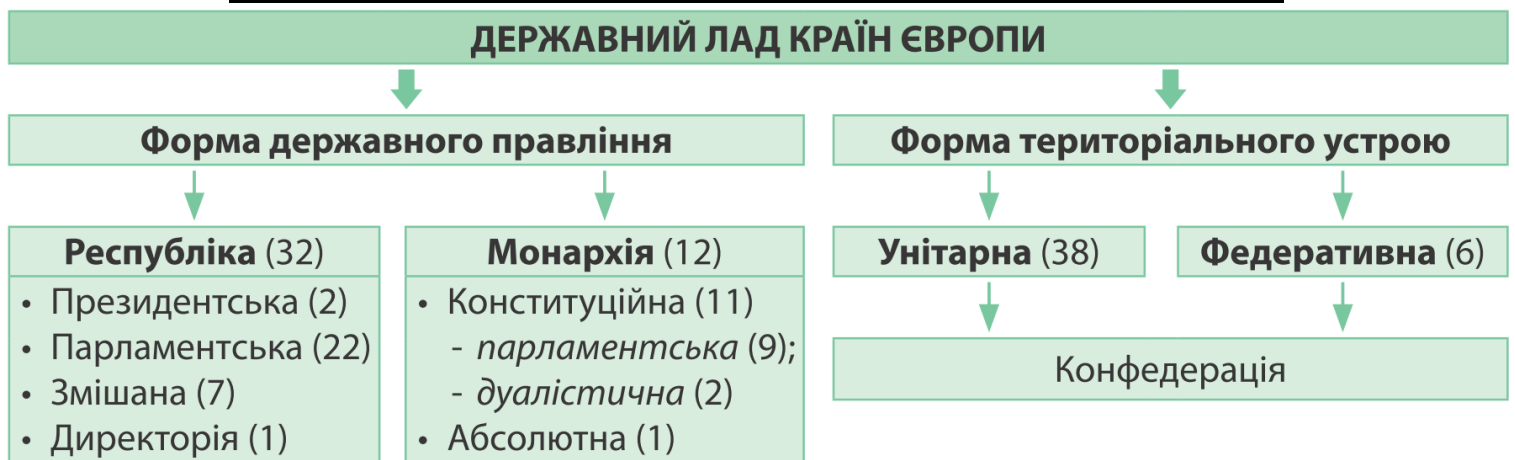 ДЕРЖАВНИЙ ЛАД КРАЇН ЄВРОПИ
Форма державного правління
Форма територіального устрою
Республіка (32)
• Президентська (2)
• Парламентська (22)
• Змішана (7)
• Директорія (1)
Монархія (12)
• Конституційна (11)
- парламентська (9);
- дуалістична (2)
• Абсолютна (1)
Унітарна (38)
Федеративна (6)
Конфедерація